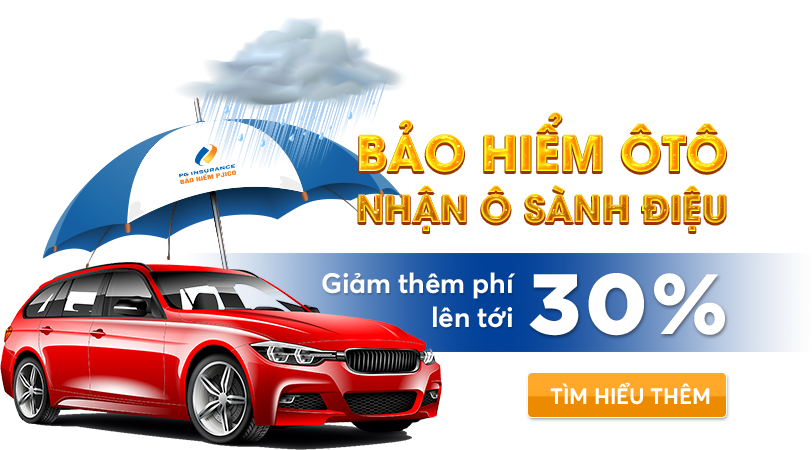 PG INSURANCE
BẢO HIỂM PJICO
BẢO HIỂM ÔTÔ
NHẬN Ô SÀNH ĐIỆU
Giảm thêm phí
lên tới
30%
TÌM HIỂU THÊM